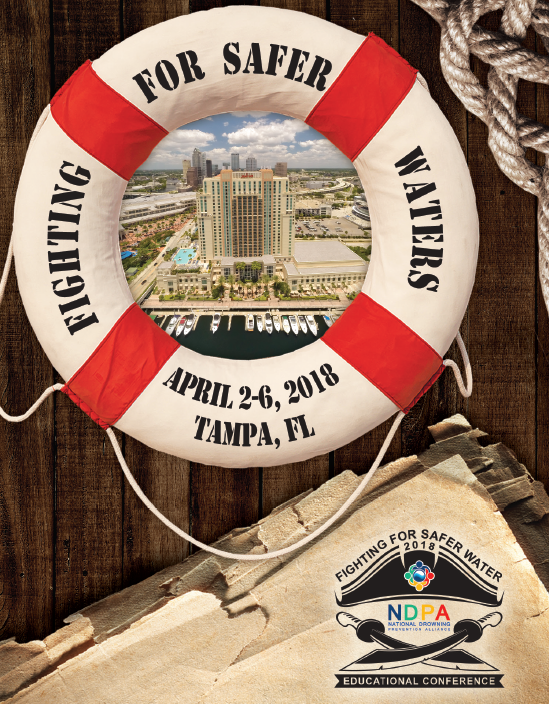 FIGHTING
FOR SAFER
WATERS
APRIL 2-6, 2018
TAMPA, FL
FIGHTING FOR SAFER WATER
2018
NDPA
NATIONAL DROWNING
PREVENTION ALLIANCE
EDUCATIONAL CONFERENCE